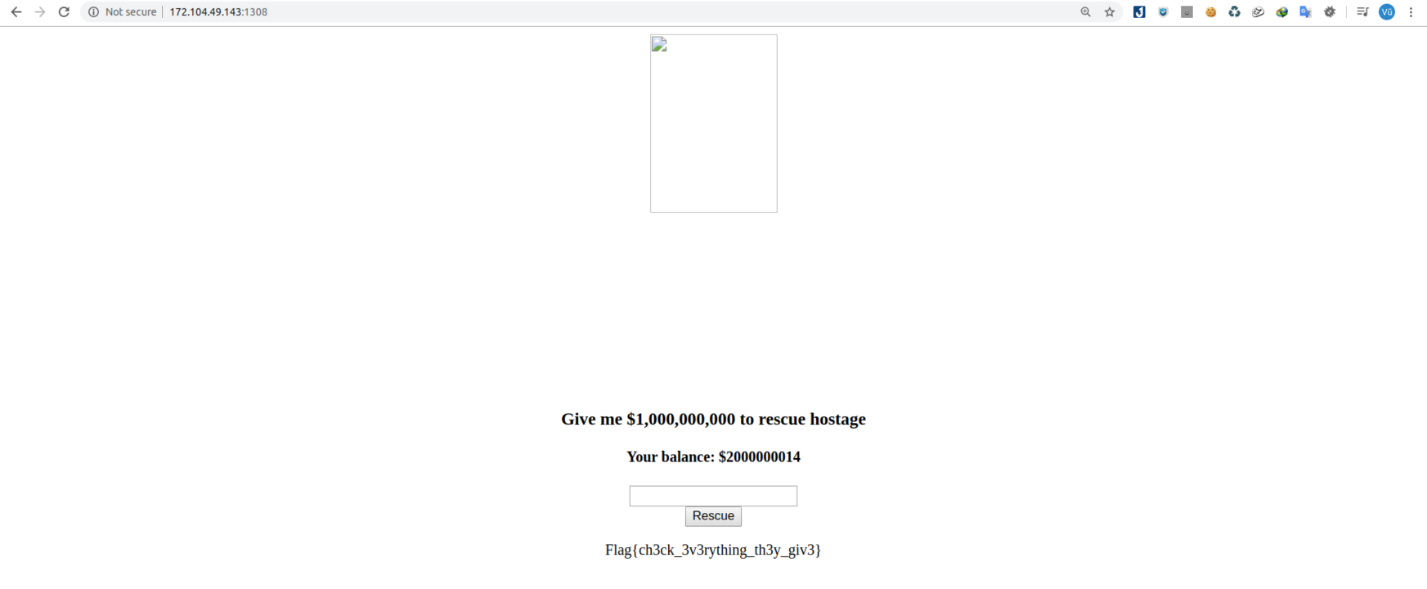 Not secure 172.104.49.143:1308 Vũ
Give me $1,000,000,000 to rescue hostage
Your balance: $2000000014
Rescue
Flag{ch3ck_3v3rything_th3y_giv3}